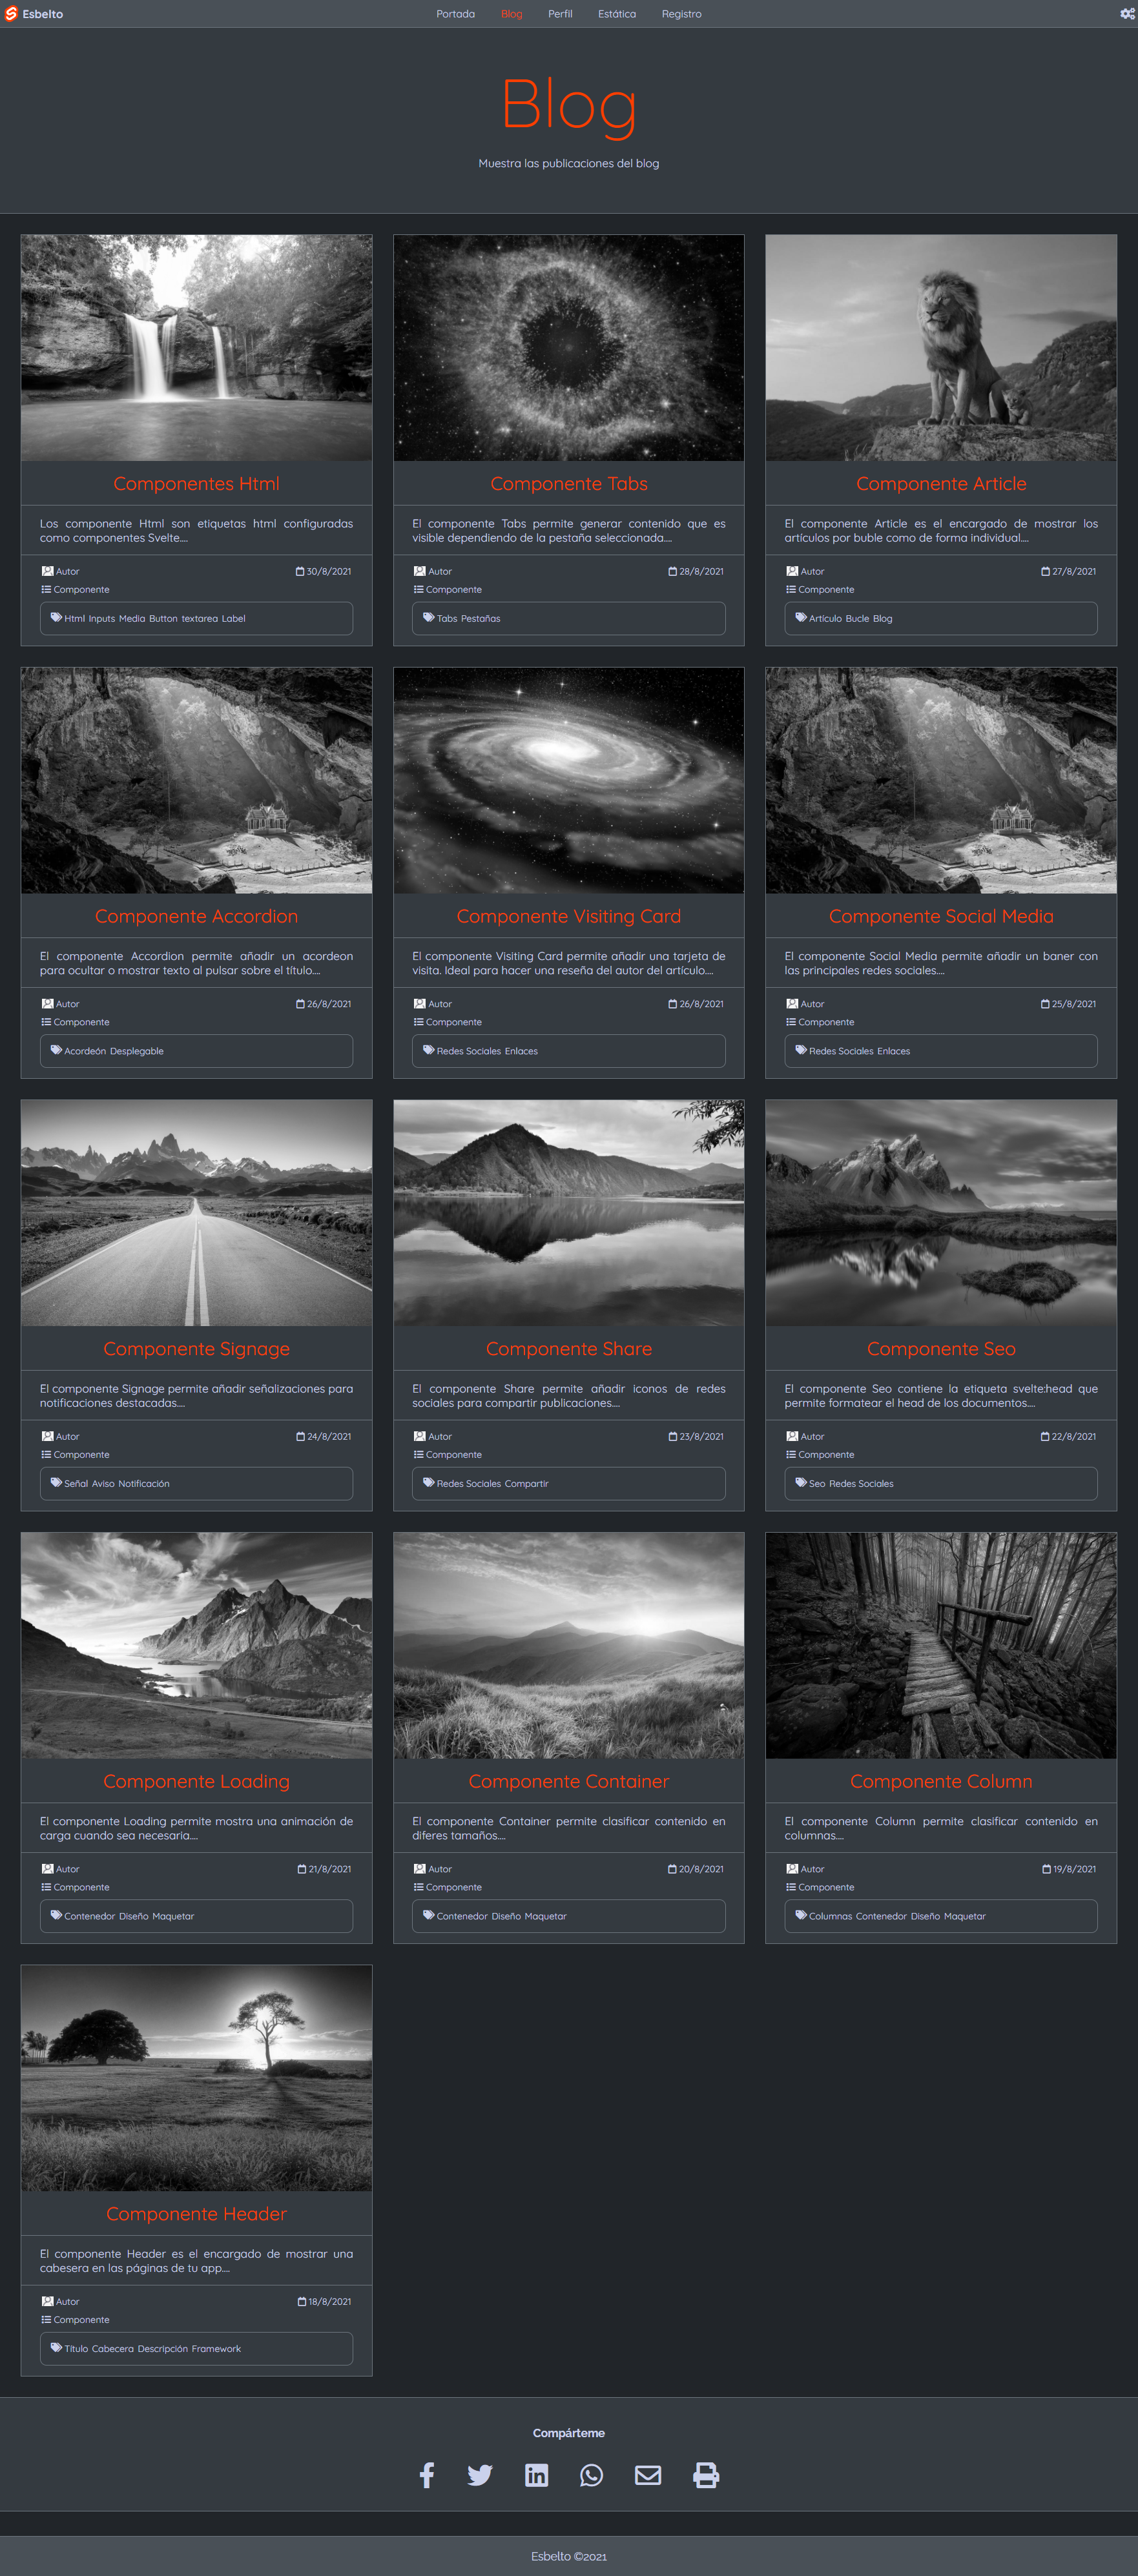 Esbelto
Portada Blog Perfil Estática Registro
Blog
Muestra las publicaciones del blog
Componentes Html
Los componente Html son etiquetas html configuradas
como componentes Svelte....
Autor 30/8/2021
Componente
Html Inputs Media Button textarea Label
Componente Tabs
El componente Tabs permite generar contenido que es
visible dependiendo de la pestaña seleccionada....
Autor 28/8/2021
Componente
Tabs Pestañas
Componente Article
El componente Article es el encargado de mostrar los
artículos por buble como de forma individual....
Autor 27/8/2021
Componente
Artículo Bucle Blog
Componente Accordion
El componente Accordion permite añadir un acordeon
para ocultar o mostrar texto al pulsar sobre el título....
Autor 26/8/2021
Componente
Acordeón Desplegable
Componente Visiting Card
El componente Visiting Card permite añadir una tarjeta de
visita. Ideal para hacer una reseña del autor del artículo....
Autor 26/8/2021
Componente
Redes Sociales Enlaces
Componente Social Media
El componente Social Media permite añadir un baner con
las principales redes sociales....
Autor 25/8/2021
Componente
Redes Sociales Enlaces
Componente Signage
El componente Signage permite añadir señalizaciones para
notificaciones destacadas....
Autor 24/8/2021
Componente
Señal Aviso Notificación
Componente Share
El componente Share permite añadir iconos de redes
sociales para compartir publicaciones....
Autor 23/8/2021
Componente
Redes Sociales Compartir
Componente Seo
El componente Seo contiene la etiqueta svelte:head que
permite formatear el head de los documentos....
Autor 22/8/2021
Componente
Seo Redes Sociales
Componente Loading
El componente Loading permite mostra una animación de
carga cuando sea necesaria....
Autor 21/8/2021
Componente
Contenedor Diseño Maquetar
Componente Container
El componente Container permite clasificar contenido en
diferes tamaños....
Autor 20/8/2021
Componente
Contenedor Diseño Maquetar
Componente Column
El componente Column permite clasificar contenido en
columnas....
Autor 19/8/2021
Componente
Columnas Contenedor Diseño Maquetar
Componente Header
El componente Header es el encargado de mostrar una
cabesera en las páginas de tu app....
Autor 18/8/2021
Componente
Título Cabecera Descripción Framework
Compárteme
Esbelto ©2021